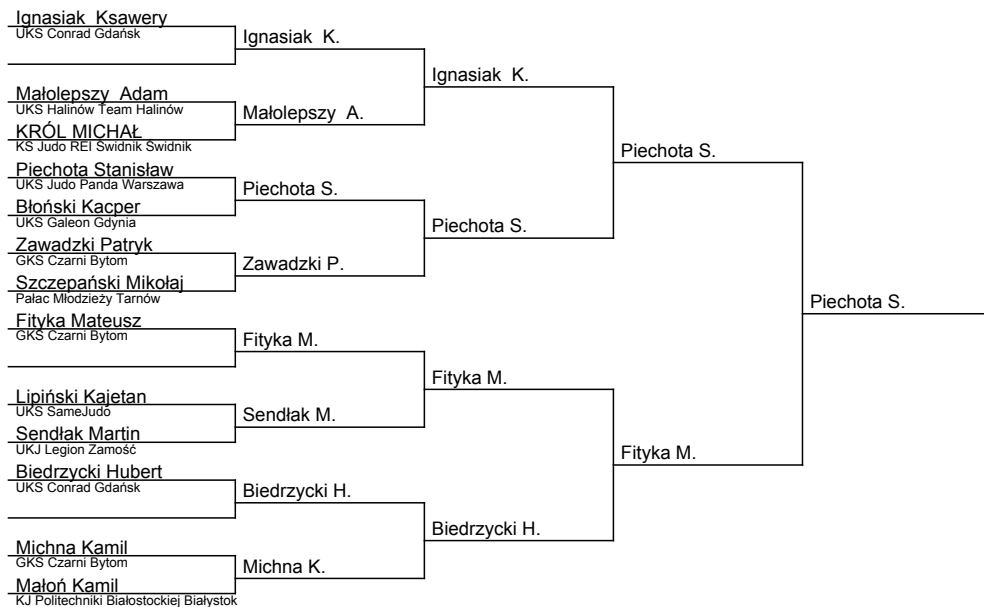 Ignasiak  Ksawery
UKS Conrad Gdańsk
Ignasiak  K.
Ignasiak  K.
Małolepszy  Adam
UKS Halinów Team Halinów
Małolepszy  A.
KRÓL MICHAŁ
KS Judo REI Świdnik Świdnik
Piechota S.
Piechota Stanisław
UKS Judo Panda Warszawa
Piechota S.
Błoński Kacper
UKS Galeon Gdynia
Piechota S.
Zawadzki Patryk
GKS Czarni Bytom
Zawadzki P.
Szczepański Mikołaj
Pałac Młodzieży Tarnów
Piechota S.
Fityka Mateusz
GKS Czarni Bytom
Fityka M.
Fityka M.
Lipiński Kajetan
UKS SameJudo
Sendłak M.
Sendłak Martin
UKJ Legion Zamość
Fityka M.
Biedrzycki Hubert
UKS Conrad Gdańsk
Biedrzycki H.
Biedrzycki H.
Michna Kamil
GKS Czarni Bytom
Michna K.
Małoń Kamil
KJ Politechniki Białostockiej Białystok